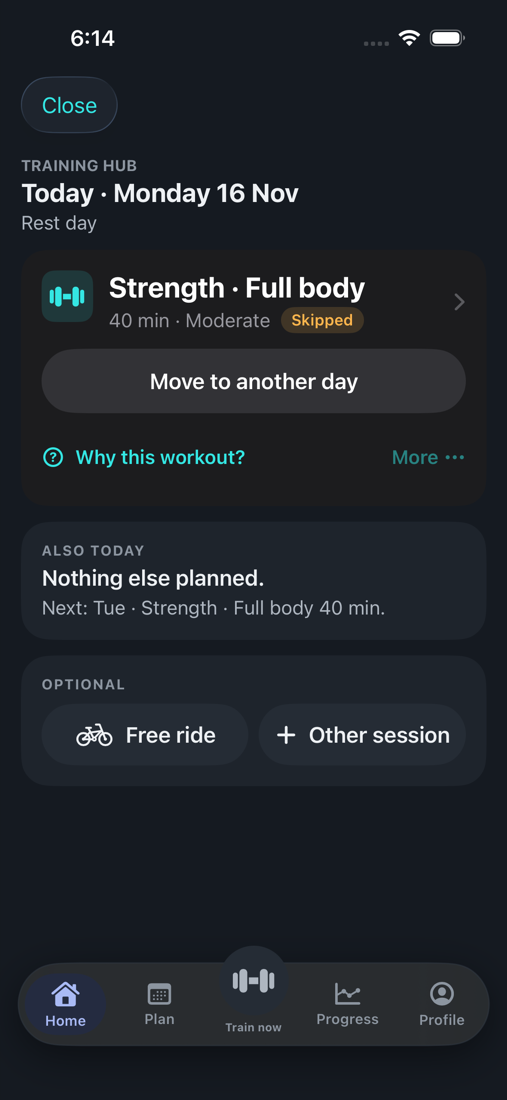 6:14
Close
TRAINING HUB
Today · Monday 16 Nov
Rest day
Strength · Full body
40 min · Moderate Skipped
Move to another day
Why this workout? More ···
ALSO TODAY
Nothing else planned.
Next: Tue · Strength · Full body 40 min.
OPTIONAL
Free ride + Other session
Home Plan Train now Progress Profile